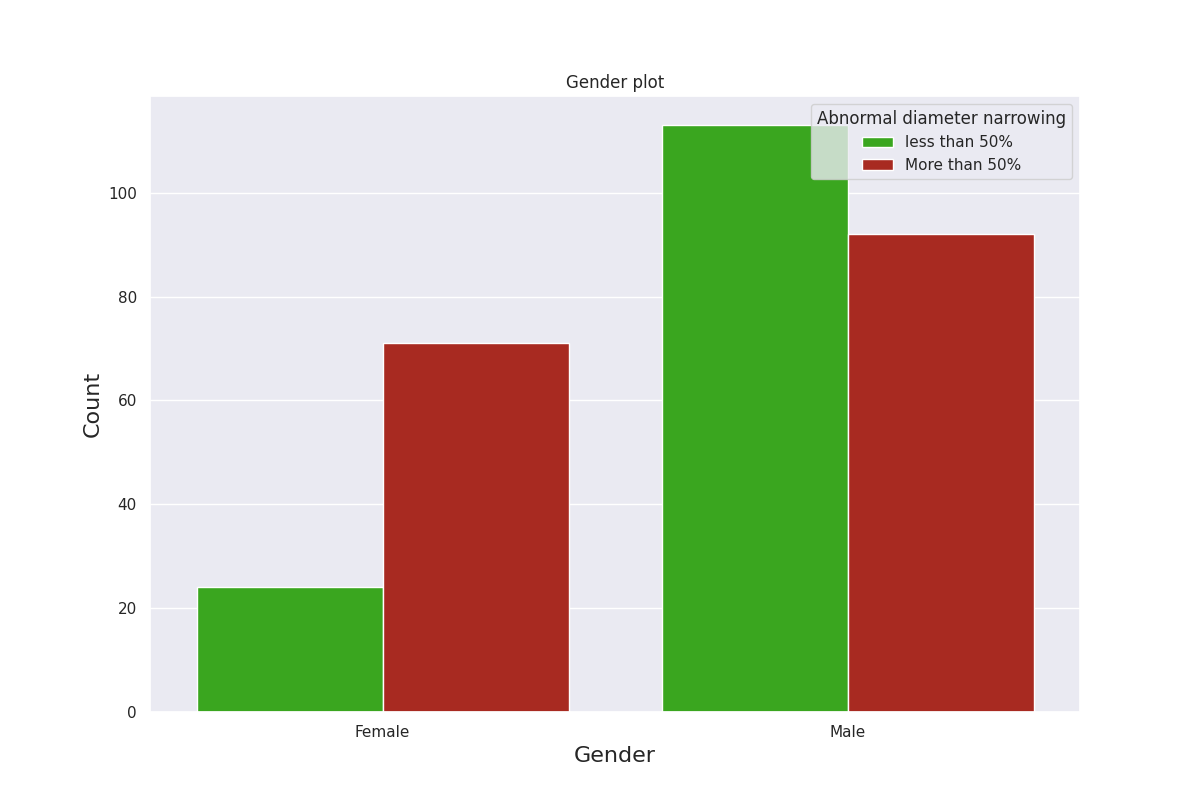 Gender plot
Abnormal diameter narrowing
less than 50%
More than 50%
100
80
60
40
20
0
Count
Female
Male
Gender